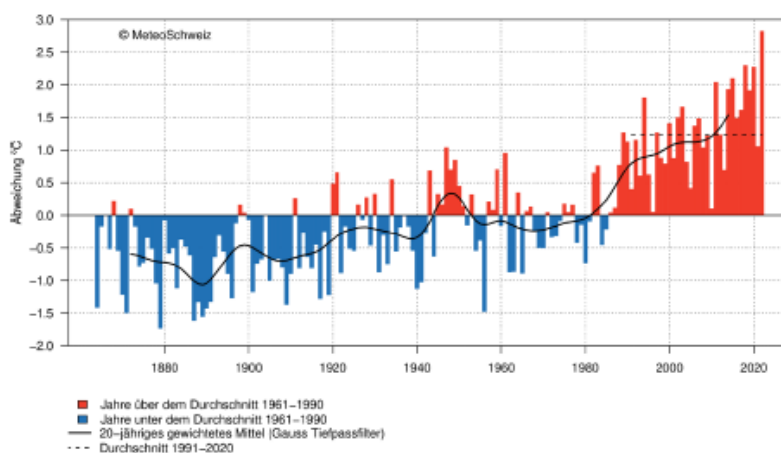 3.0
© MeteoSchweiz
2.5
2.0
1.5
1.0
0.5
0.0
−0.5
−1.0
−1.5
−2.0
Abweichung °C
1880 1900 1920 1940 1960 1980 2000 2020
Jahre über dem Durchschnitt 1961−1990
Jahre unter dem Durchschnitt 1961−1990
20−jähriges gewichtetes Mittel (Gauss Tiefpassfilter)
Durchschnitt 1991−2020